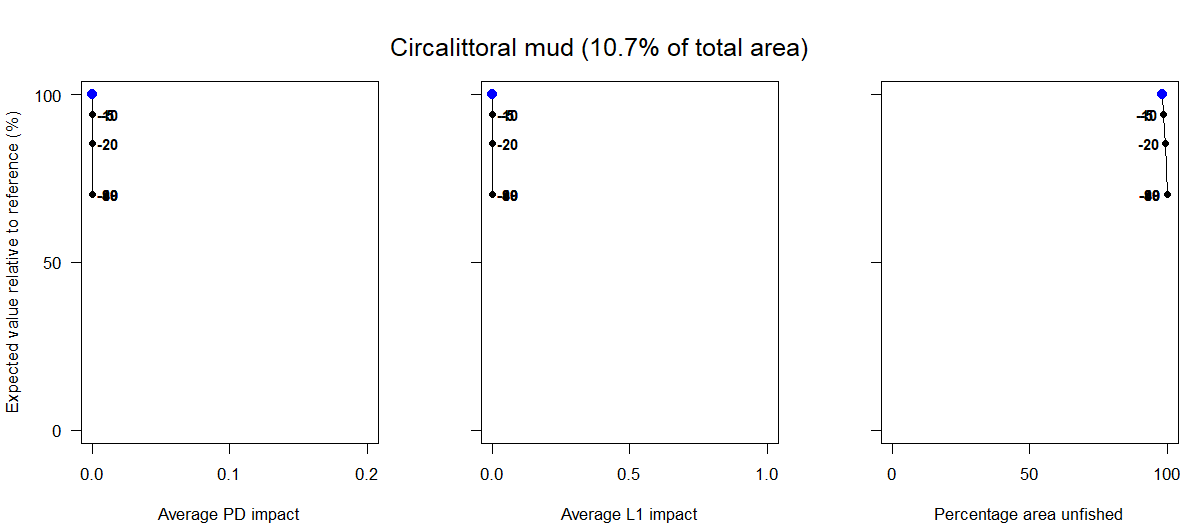 Circalittoral mud (10.7% of total area)
Expected value relative to reference (%)
100
50
0
-20
-20
-20
0.0 0.1 0.2
0.0 0.5 1.0
0 50 100
Average PD impact
Average L1 impact
Percentage area unfished